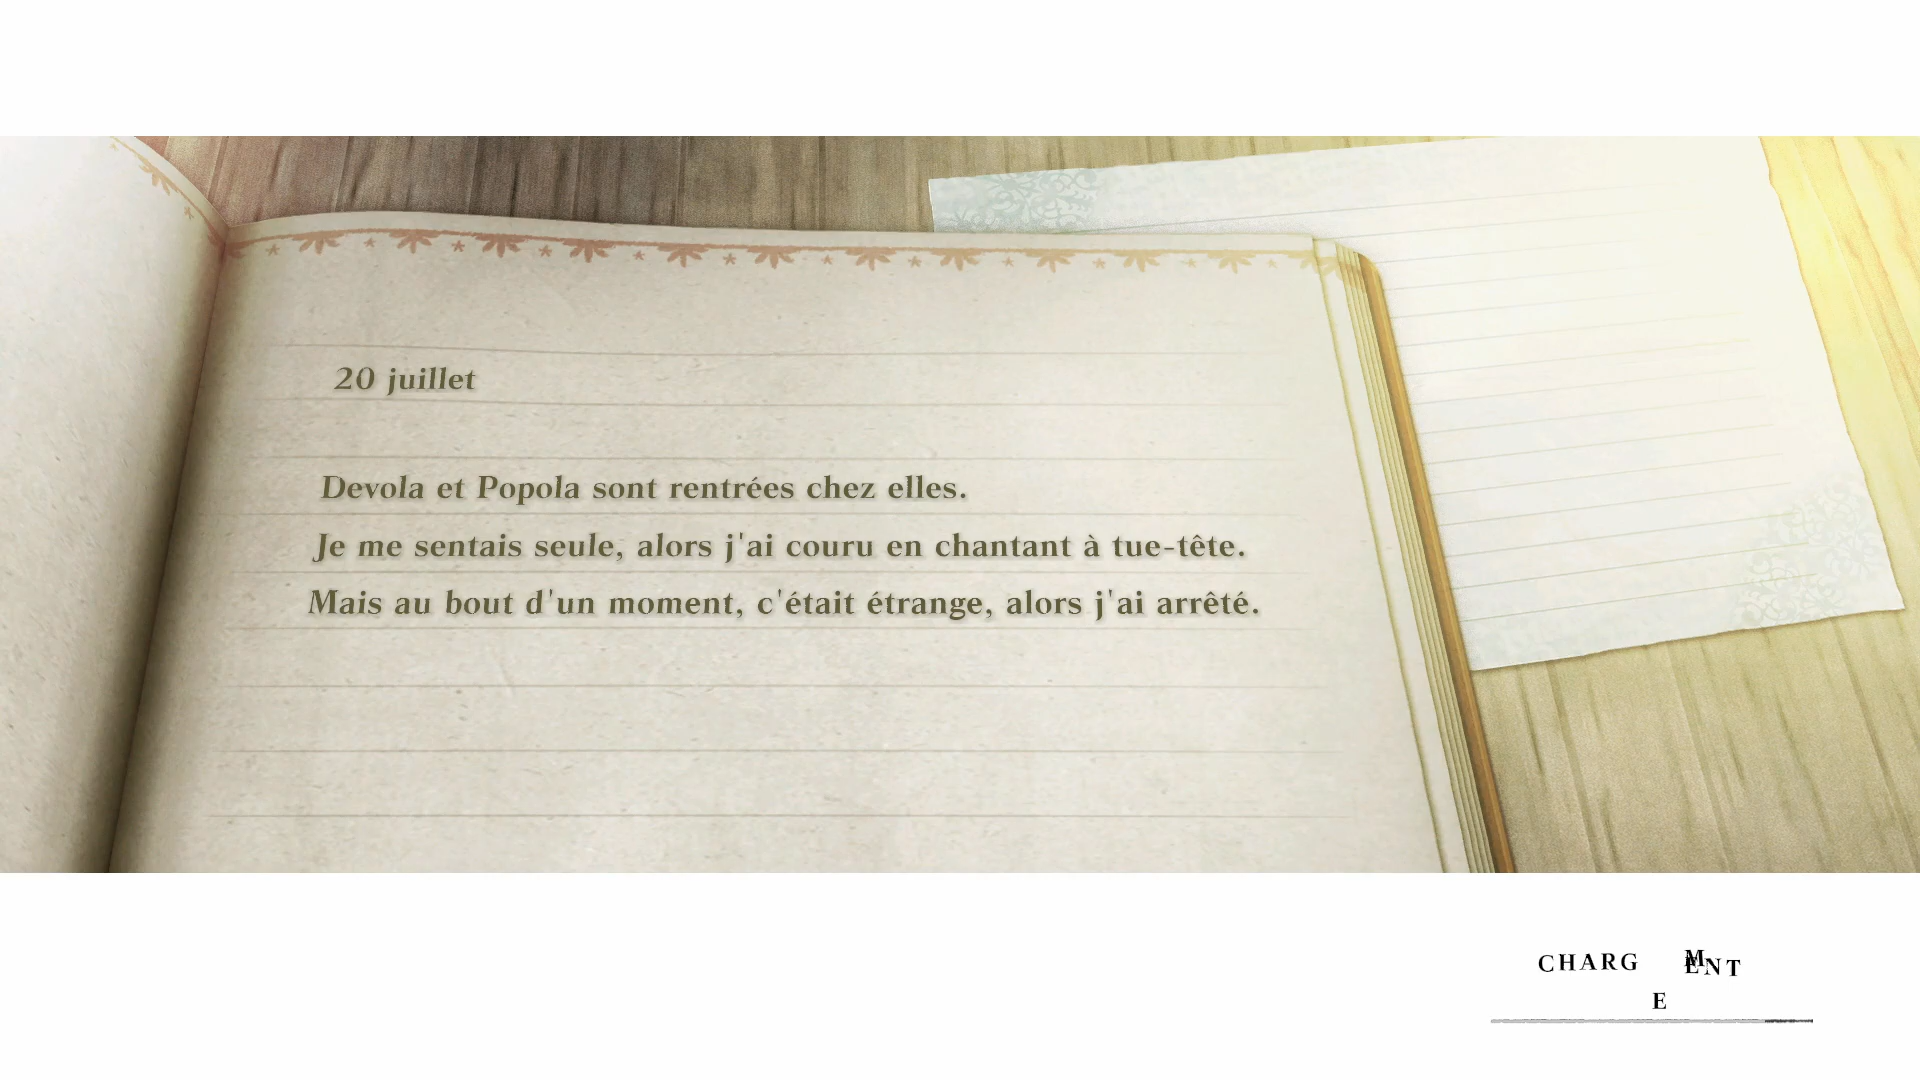 20 juillet
Devola et Popola sont rentrées chez elles.
Je me sentais seule, alors j'ai couru en chantant à tue-tête.
Mais au bout d'un moment, c'était étrange, alors j'ai arrêté.
CHARGEMENT